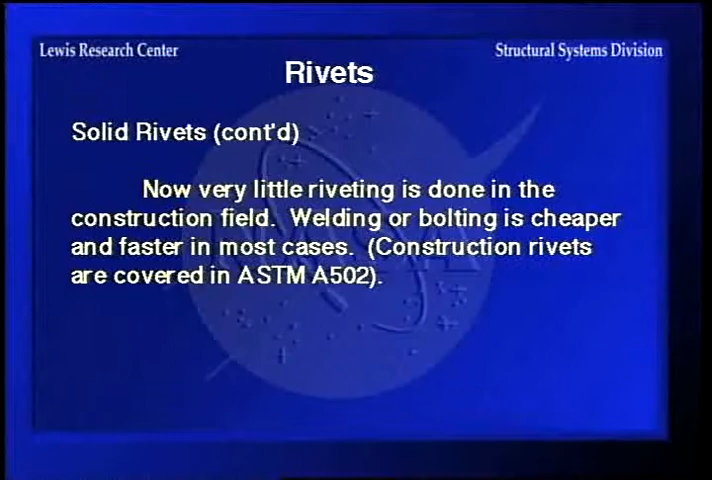 Lewis Research Center
Structural Systems Division
Rivets
Solid Rivets (cont'd)
Now very little riveting is done in the
construction field. Welding or bolting is cheaper
and faster in most cases. (Construction rivets
are covered in ASTM A502).